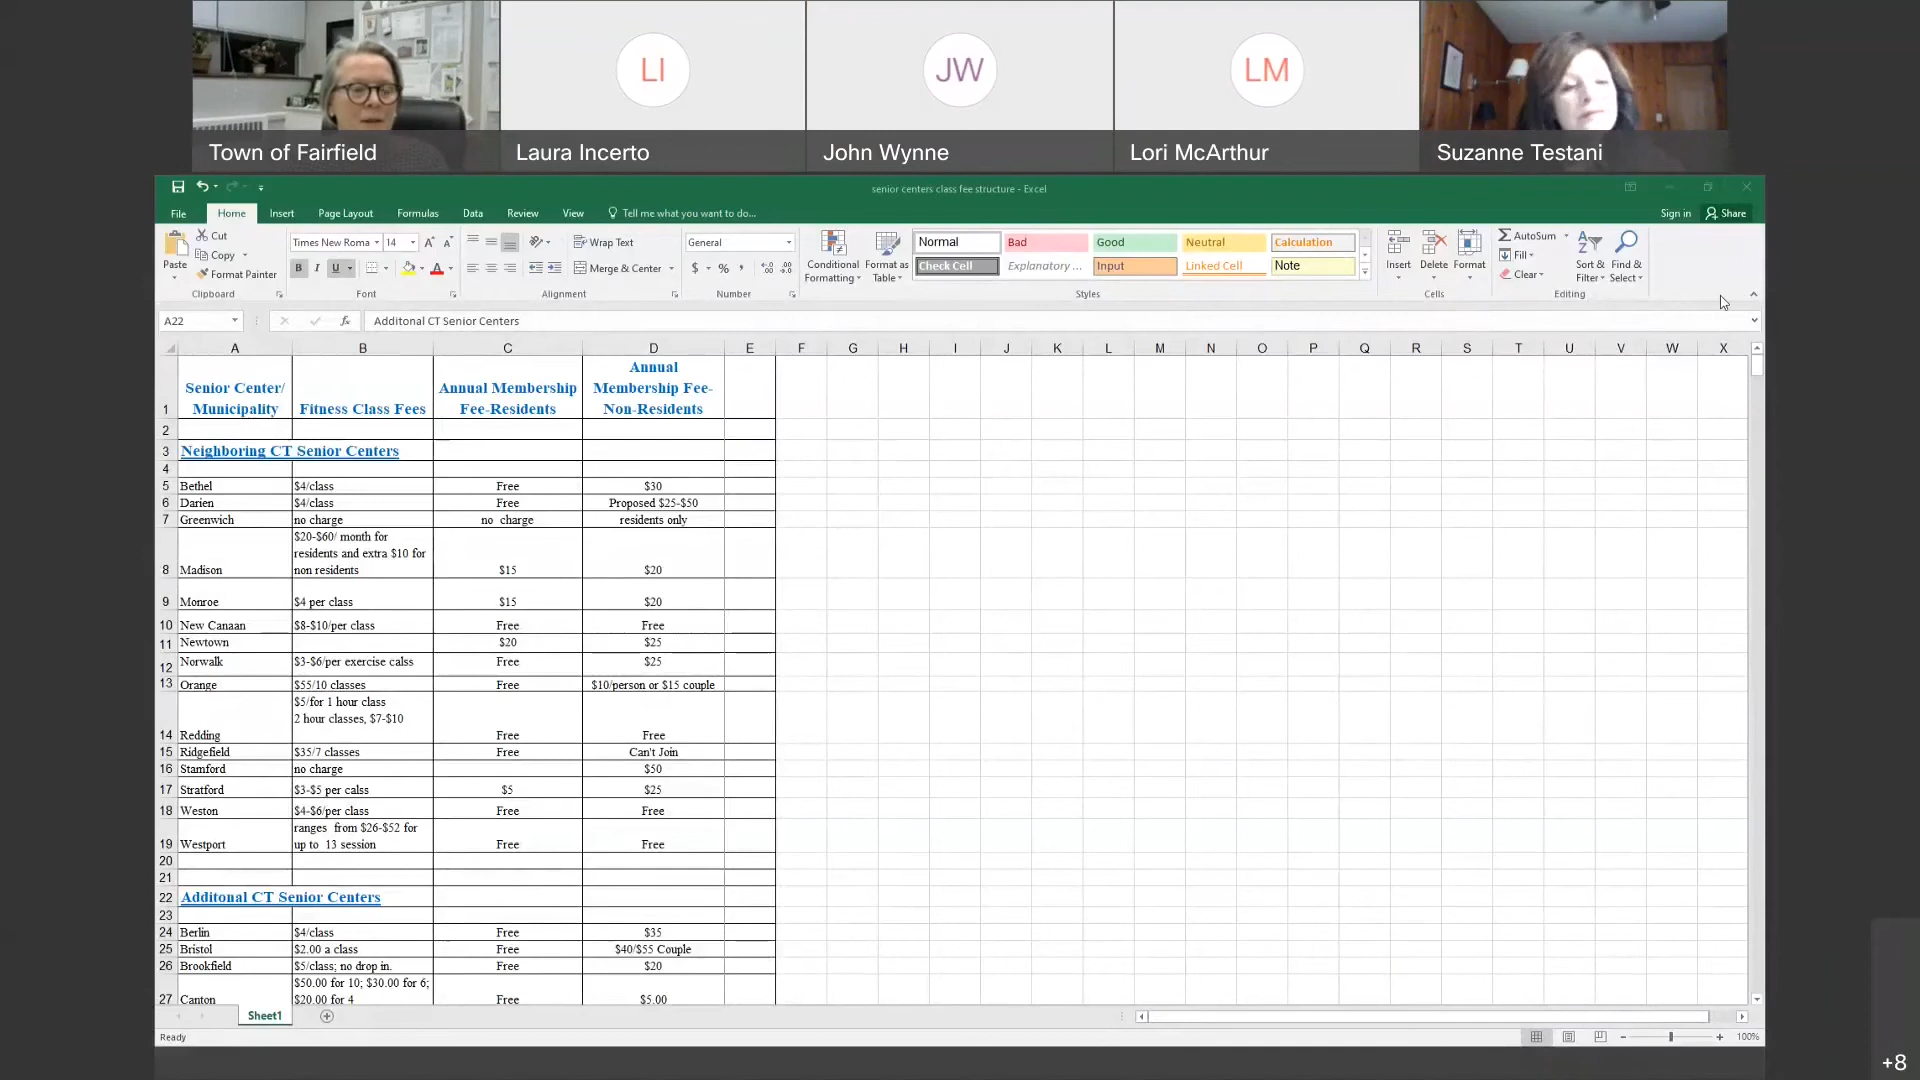 LI
JW
LM
Town of Fairfield
Laura Incerto
John Wynne
Lori McArthur
Suzanne Testani
senior centers class fee structure - Excel
File Home Insert Page Layout Formulas Data Review View Tell me what you want to do... Sign in Share
Paste
Cut
Copy
Format Painter
Clipboard
Times New Roma 14
B I U
Font
Wrap Text
Merge & Center
Alignment
General
$ % ,
Number
Conditional Formatting
Format as Table
Normal Bad Good Neutral Calculation
Check Cell Explanatory ... Input Linked Cell Note
Styles
Insert Delete Format
Cells
AutoSum
Fill
Clear
Sort & Filter
Find & Select
Editing
A22 fx Additonal CT Senior Centers
A B C D E F G H I J K L M N O P Q R S T U V W X
1 Senior Center/ Municipality Fitness Class Fees Annual Membership Fee-Residents Annual Membership Fee-Non-Residents
2
3 Neighboring CT Senior Centers
4
5 Bethel $4/class Free $30
6 Darien $4/class Free Proposed $25-$50
7 Greenwich no charge no charge residents only
8 Madison $20-$60/ month for residents and extra $10 for non residents $15 $20
9 Monroe $4 per class $15 $20
10 New Canaan $8-$10/per class Free Free
11 Newtown $20 $25
12 Norwalk $3-$6/per exercise calss Free $25
13 Orange $55/10 classes Free $10/person or $15 couple
14 Redding $5/for 1 hour class 2 hour classes, $7-$10 Free Free
15 Ridgefield $35/7 classes Free Can't Join
16 Stamford no charge $50
17 Stratford $3-$5 per calss $5 $25
18 Weston $4-$6/per class Free Free
19 Westport ranges from $26-$52 for up to 13 session Free Free
20
21
22 Additonal CT Senior Centers
23
24 Berlin $4/class Free $35
25 Bristol $2.00 a class Free $40/$55 Couple
26 Brookfield $5/class; no drop in. Free $20
27 Canton $50.00 for 10; $30.00 for 6; $20.00 for 4 Free $5.00
Sheet1
Ready
100%
+8